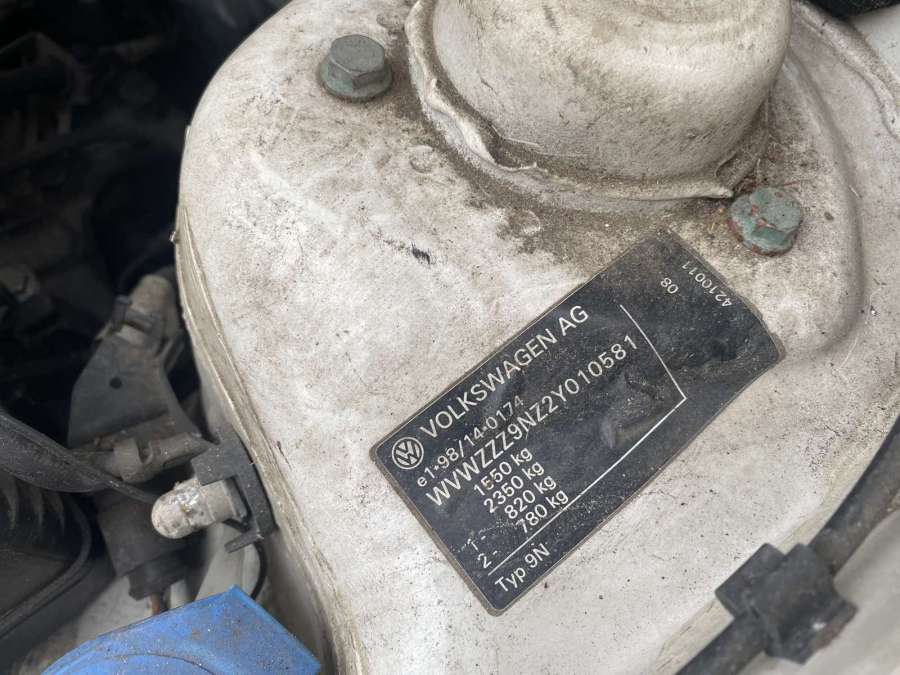 VOLKSWAGEN AG
e1*98/14-0174
WVWZZZ9NZ2Y010581
1550 kg
2350 kg
1- 820 kg
2- 780 kg
Typ 9N
08
4210011